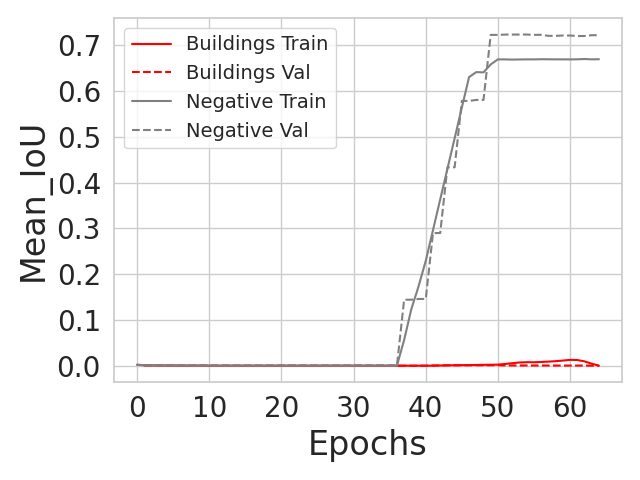 Buildings Train
Buildings Val
Negative Train
Negative Val
Mean_IoU
0.7
0.6
0.5
0.4
0.3
0.2
0.1
0.0
0 10 20 30 40 50 60
Epochs